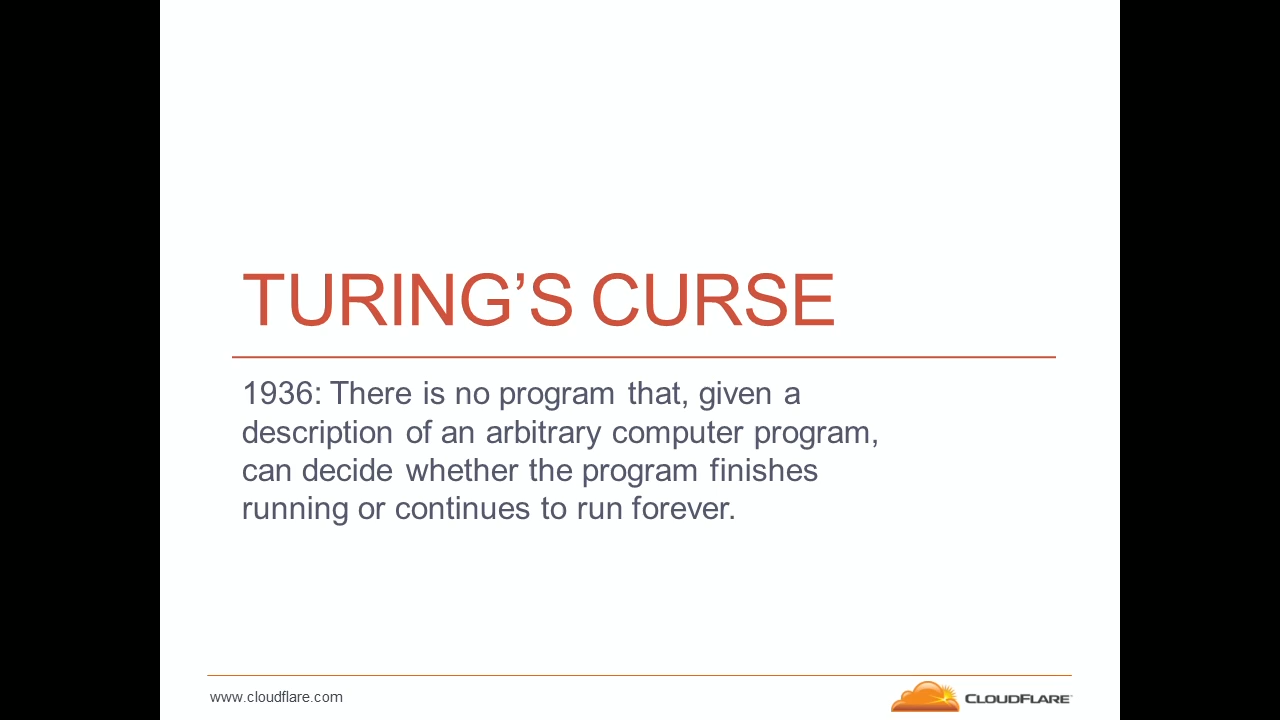 TURING’S CURSE
1936: There is no program that, given a
description of an arbitrary computer program,
can decide whether the program finishes
running or continues to run forever.
www.cloudflare.com
CLOUDFLARE